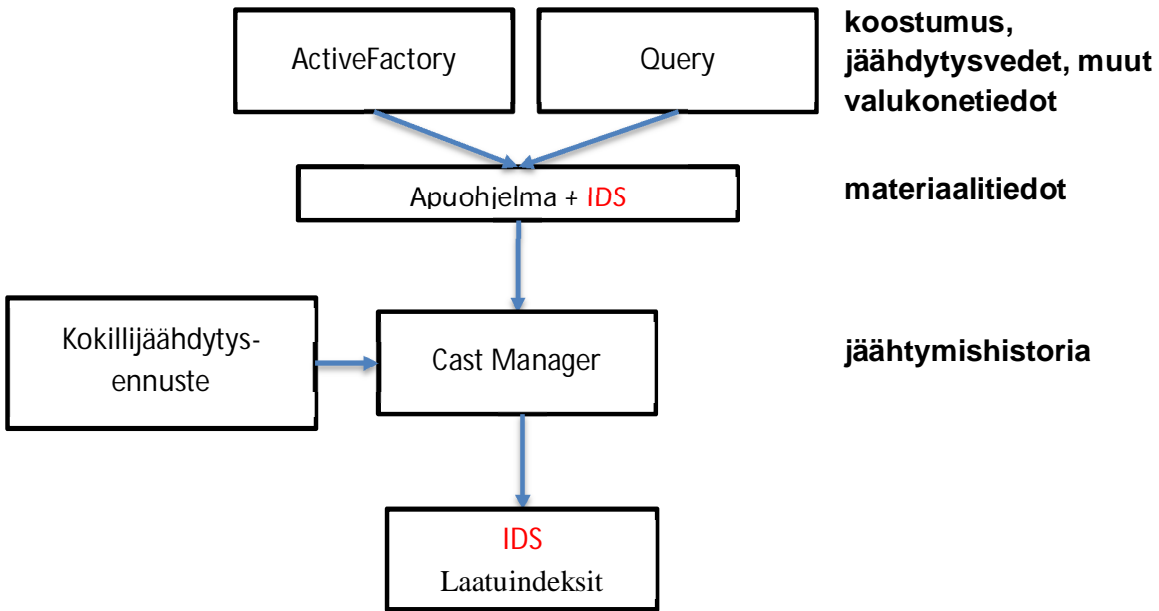 ActiveFactory
Query
koostumus,
jäähdytysvedet, muut
valukonetiedot
Apuohjelma + IDS
materiaalitiedot
Kokillijäähdytys-
ennuste
Cast Manager
jäähtymishistoria
IDS
Laatuindeksit